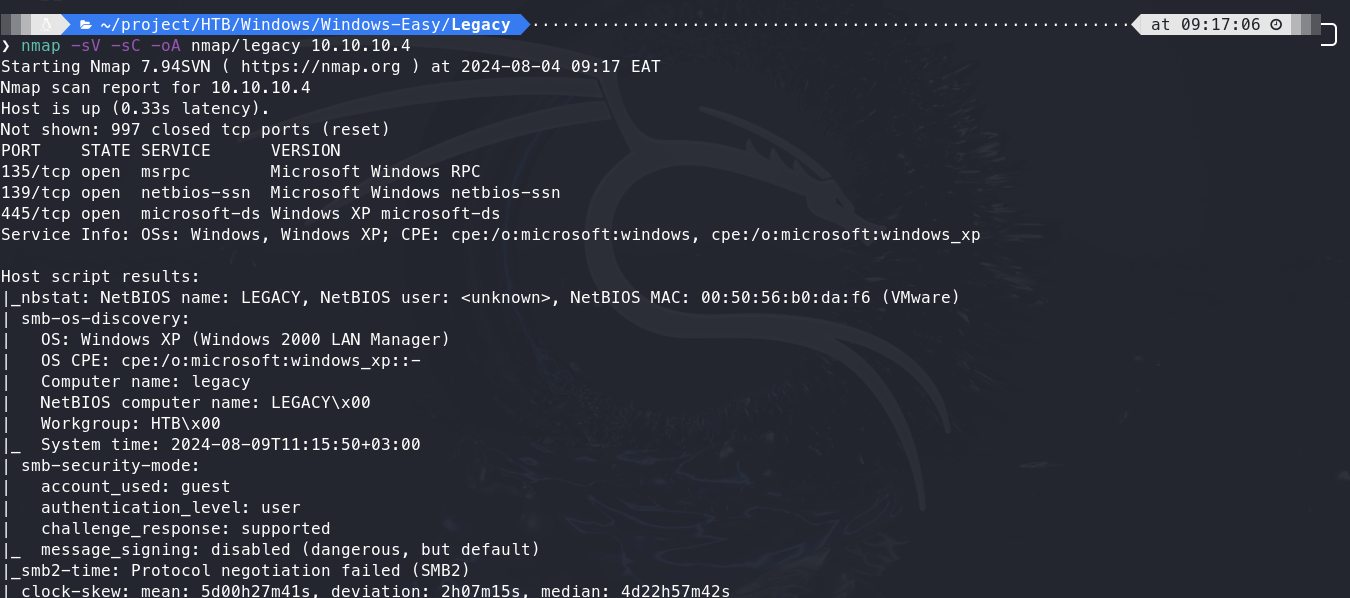 ~/project/HTB/Windows/Windows-Easy/Legacy at 09:17:06
❯ nmap -sV -sC -oA nmap/legacy 10.10.10.4
Starting Nmap 7.94SVN ( https://nmap.org ) at 2024-08-04 09:17 EAT
Nmap scan report for 10.10.10.4
Host is up (0.33s latency).
Not shown: 997 closed tcp ports (reset)
PORT    STATE SERVICE      VERSION
135/tcp open  msrpc        Microsoft Windows RPC
139/tcp open  netbios-ssn  Microsoft Windows netbios-ssn
445/tcp open  microsoft-ds Windows XP microsoft-ds
Service Info: OSs: Windows, Windows XP; CPE: cpe:/o:microsoft:windows, cpe:/o:microsoft:windows_xp
Host script results:
|_nbstat: NetBIOS name: LEGACY, NetBIOS user: <unknown>, NetBIOS MAC: 00:50:56:b0:da:f6 (VMware)
| smb-os-discovery:
|   OS: Windows XP (Windows 2000 LAN Manager)
|   OS CPE: cpe:/o:microsoft:windows_xp::-
|   Computer name: legacy
|   NetBIOS computer name: LEGACY\x00
|   Workgroup: HTB\x00
|_  System time: 2024-08-09T11:15:50+03:00
| smb-security-mode:
|   account_used: guest
|   authentication_level: user
|   challenge_response: supported
|_  message_signing: disabled (dangerous, but default)
|_smb2-time: Protocol negotiation failed (SMB2)
| clock-skew: mean: 5d00h27m41s, deviation: 2h07m15s, median: 4d22h57m42s